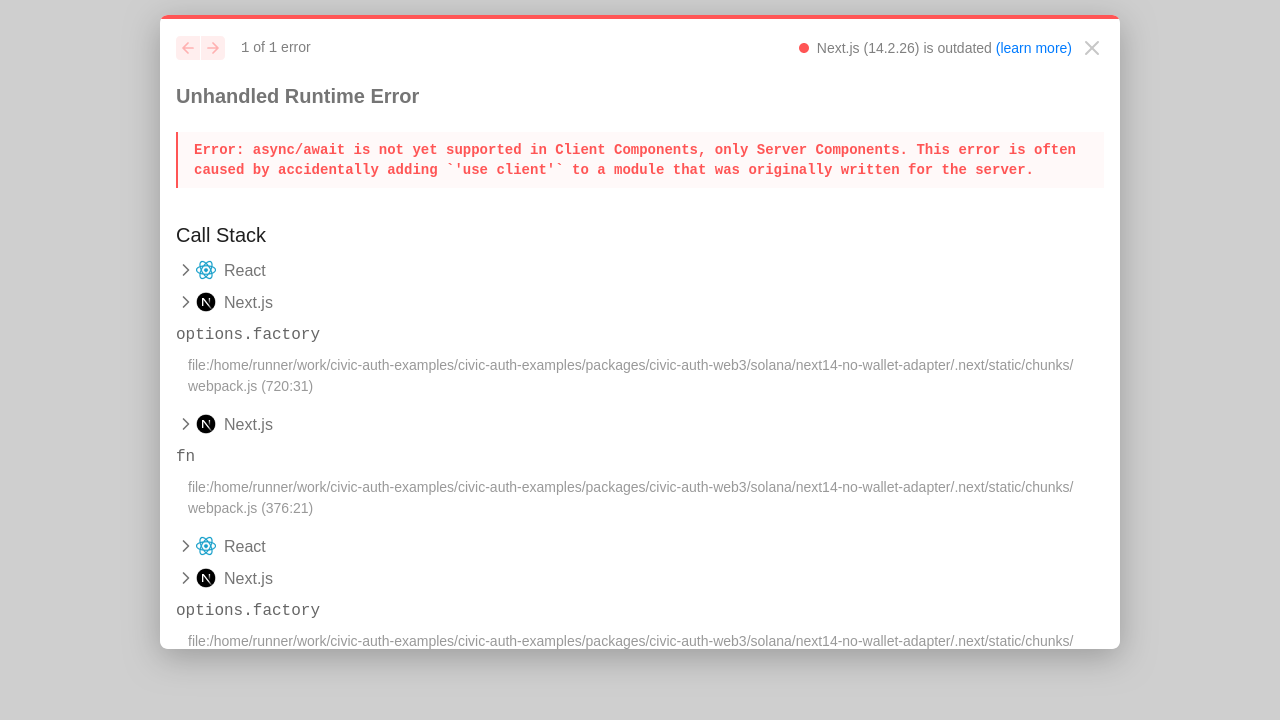 1 of 1 error
Next.js (14.2.26) is outdated (learn more)
Unhandled Runtime Error
Error: async/await is not yet supported in Client Components, only Server Components. This error is often
caused by accidentally adding `'use client'` to a module that was originally written for the server.
Call Stack
React
Next.js
options.factory
file:/home/runner/work/civic-auth-examples/civic-auth-examples/packages/civic-auth-web3/solana/next14-no-wallet-adapter/.next/static/chunks/
webpack.js (720:31)
Next.js
fn
file:/home/runner/work/civic-auth-examples/civic-auth-examples/packages/civic-auth-web3/solana/next14-no-wallet-adapter/.next/static/chunks/
webpack.js (376:21)
React
Next.js
options.factory
file:/home/runner/work/civic-auth-examples/civic-auth-examples/packages/civic-auth-web3/solana/next14-no-wallet-adapter/.next/static/chunks/